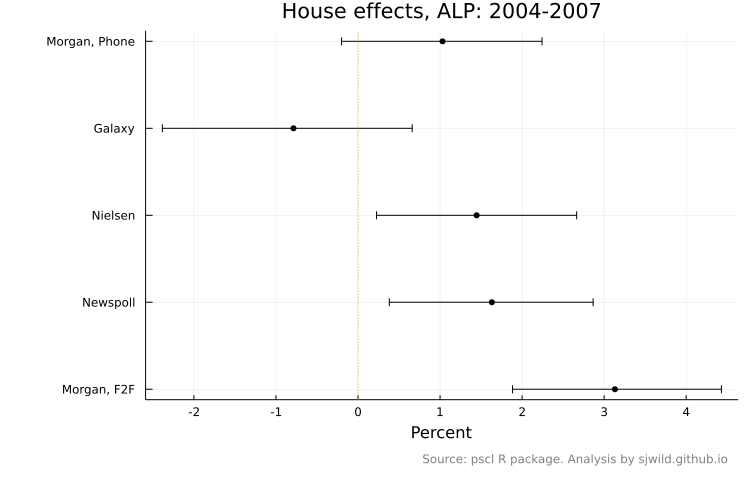 House effects, ALP: 2004-2007
Morgan, Phone
Galaxy
Nielsen
Newspoll
Morgan, F2F
-2 -1 0 1 2 3 4
Percent
Source: pscl R package. Analysis by sjwild.github.io